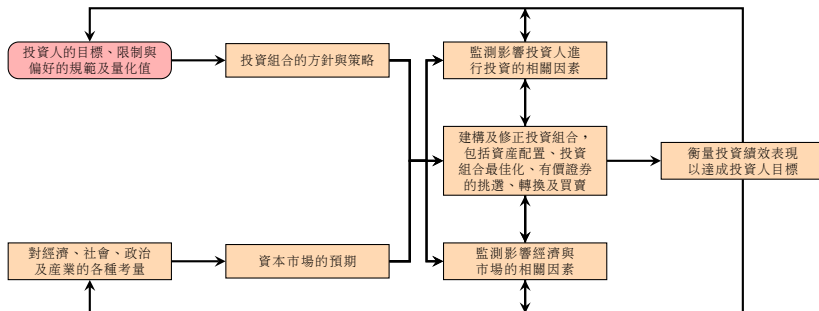 投資人的目標、限制與
偏好的規範及量化值
投資組合的方針與策略
監測影響投資人進
行投資的相關因素
建構及修正投資組合，
包括資產配置、投資
組合最佳化、有價證券
的挑選、轉換及買賣
衡量投資績效表現
以達成投資人目標
對經濟、社會、政治
及產業的各種考量
資本市場的預期
監測影響經濟與
市場的相關因素